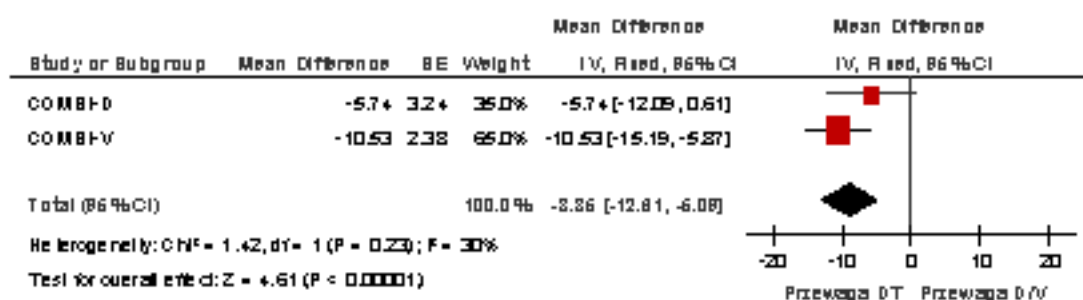 Mean Difference Mean Difference
Study or Subgroup Mean Difference SE Weight IV, Fixed, 95% CI IV, Fixed, 95% CI
COMBI-D -5.74 3.24 35.0% -5.74 [-12.09, 0.61]
COMBI-V -10.53 2.38 65.0% -10.53 [-15.19, -5.87]
Total (95% CI) 100.0% -8.85 [-12.61, -5.09]
Heterogeneity: Chi² = 1.42, df = 1 (P = 0.23); I² = 30%
Test for overall effect: Z = 4.61 (P < 0.00001)
-20 -10 0 10 20
Przewaga DT Przewaga D/V